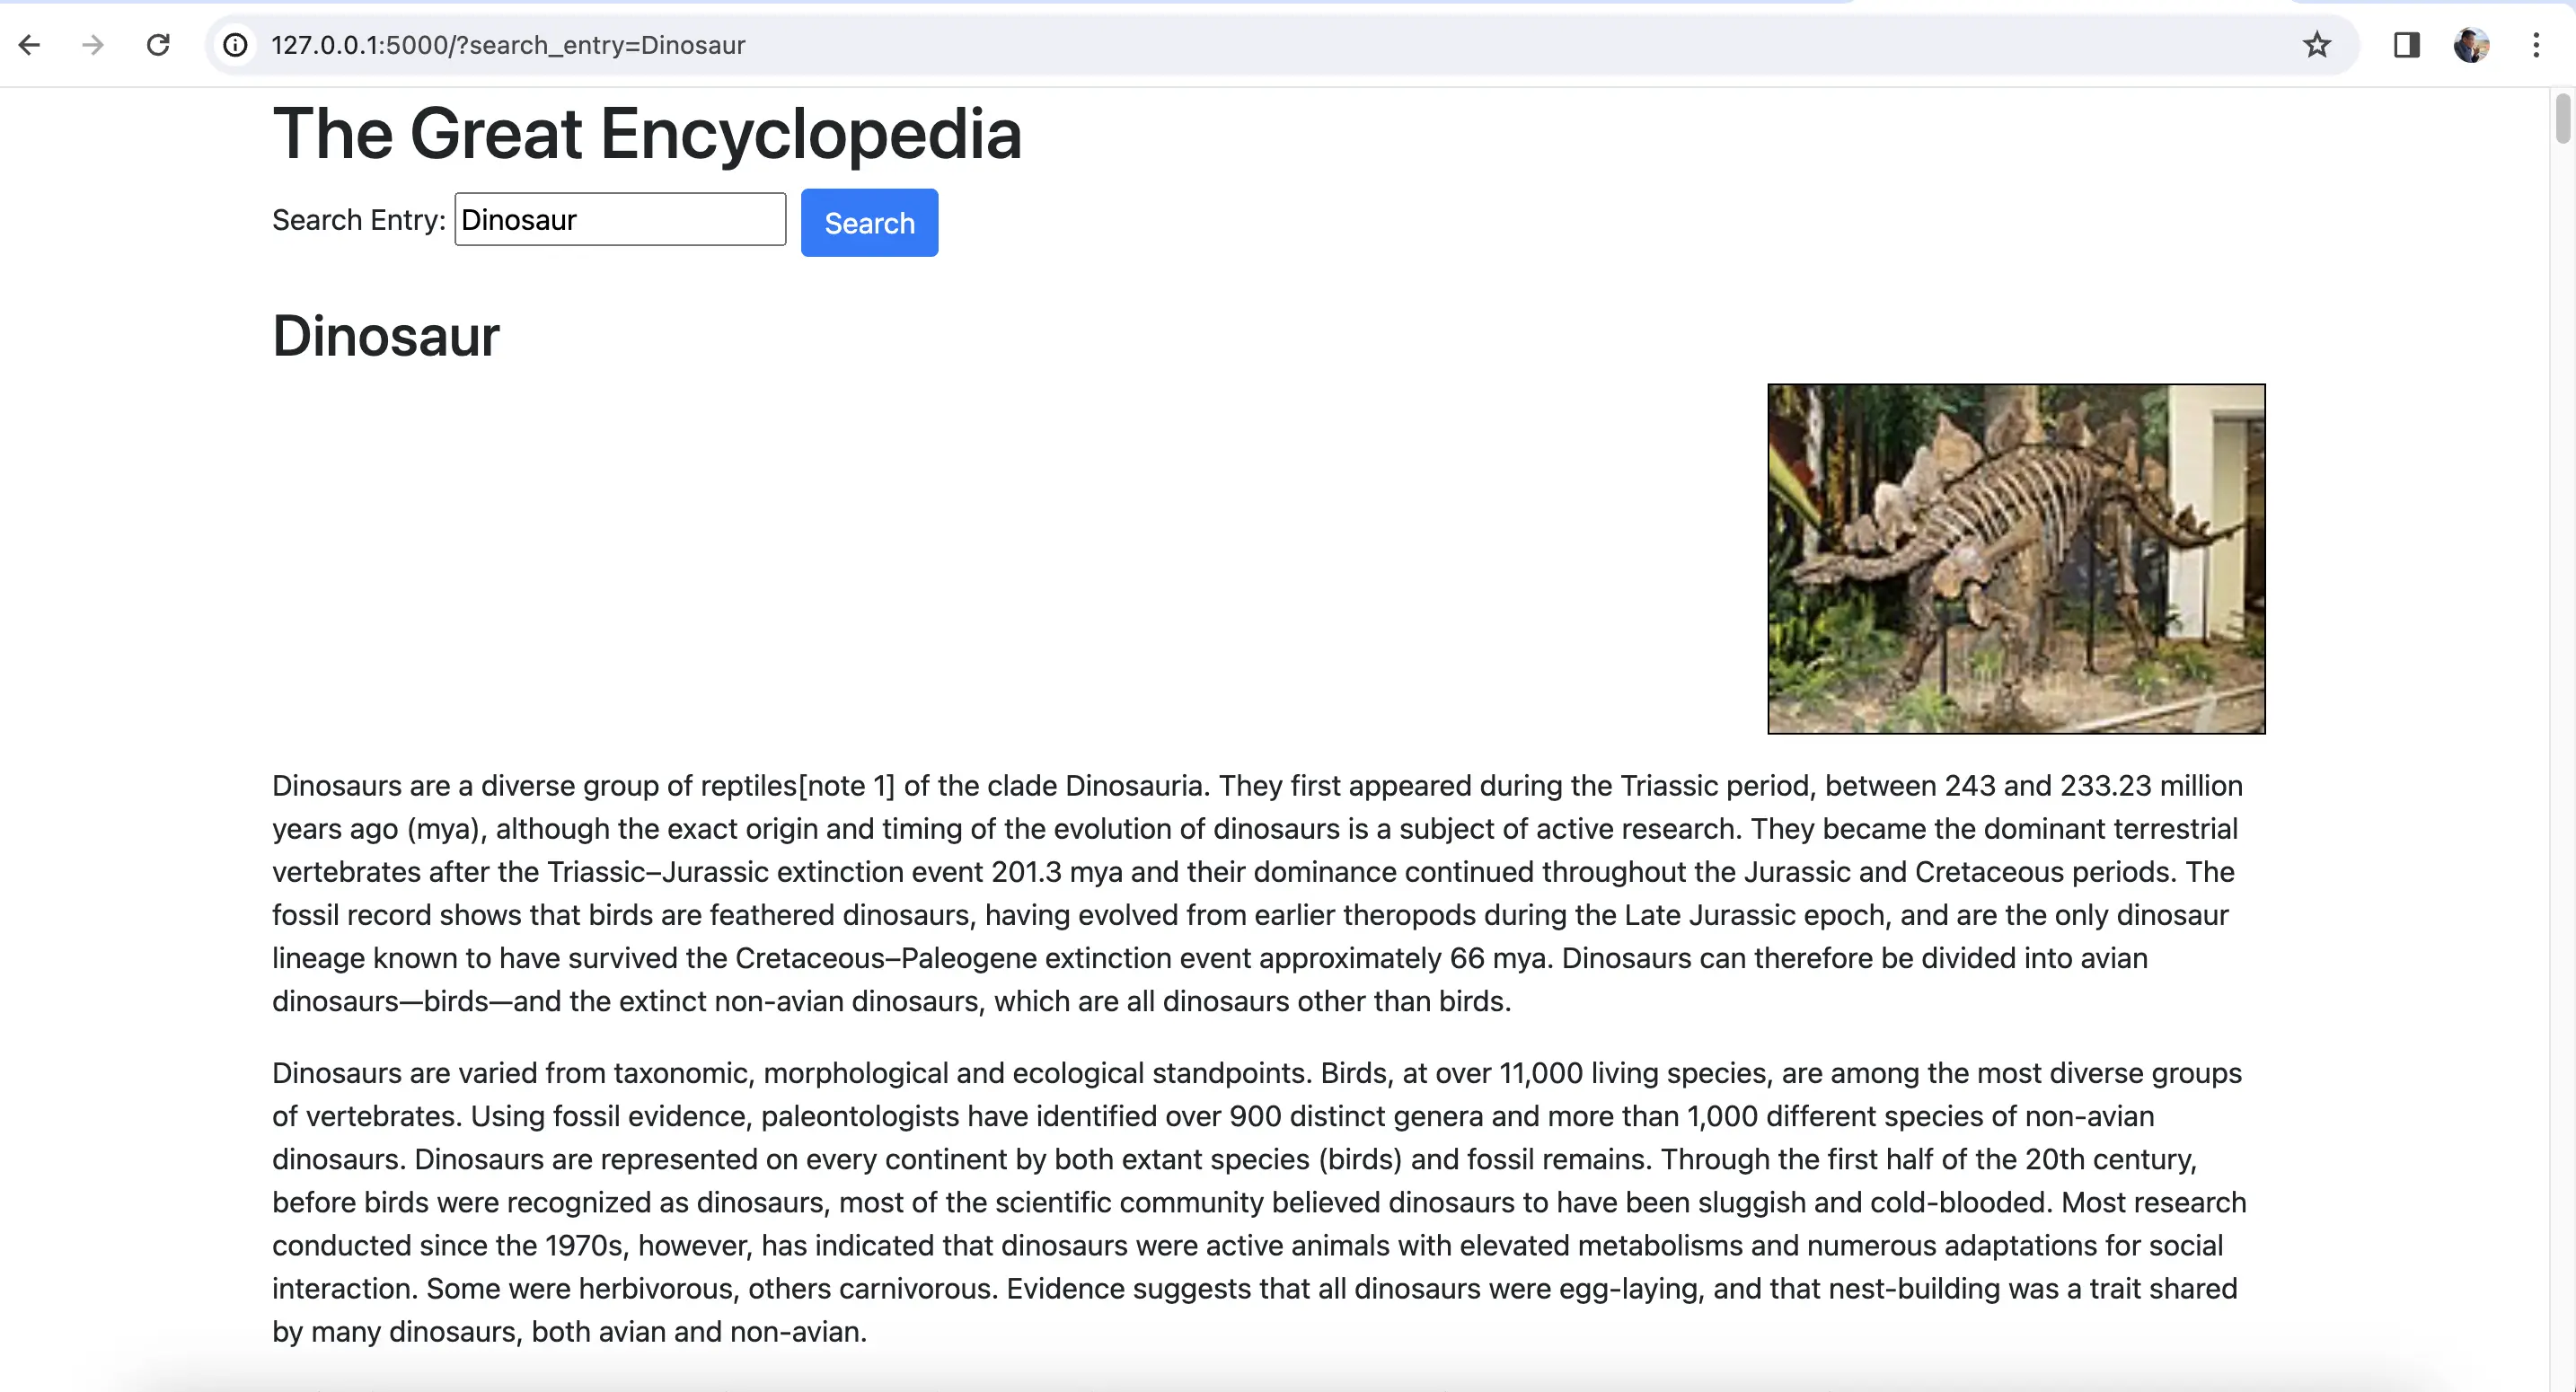 127.0.0.1:5000/?search_entry=Dinosaur
The Great Encyclopedia
Search Entry: Dinosaur Search
Dinosaur
Dinosaurs are a diverse group of reptiles[note 1] of the clade Dinosauria. They first appeared during the Triassic period, between 243 and 233.23 million
years ago (mya), although the exact origin and timing of the evolution of dinosaurs is a subject of active research. They became the dominant terrestrial
vertebrates after the Triassic–Jurassic extinction event 201.3 mya and their dominance continued throughout the Jurassic and Cretaceous periods. The
fossil record shows that birds are feathered dinosaurs, having evolved from earlier theropods during the Late Jurassic epoch, and are the only dinosaur
lineage known to have survived the Cretaceous–Paleogene extinction event approximately 66 mya. Dinosaurs can therefore be divided into avian
dinosaurs—birds—and the extinct non-avian dinosaurs, which are all dinosaurs other than birds.
Dinosaurs are varied from taxonomic, morphological and ecological standpoints. Birds, at over 11,000 living species, are among the most diverse groups
of vertebrates. Using fossil evidence, paleontologists have identified over 900 distinct genera and more than 1,000 different species of non-avian
dinosaurs. Dinosaurs are represented on every continent by both extant species (birds) and fossil remains. Through the first half of the 20th century,
before birds were recognized as dinosaurs, most of the scientific community believed dinosaurs to have been sluggish and cold-blooded. Most research
conducted since the 1970s, however, has indicated that dinosaurs were active animals with elevated metabolisms and numerous adaptations for social
interaction. Some were herbivorous, others carnivorous. Evidence suggests that all dinosaurs were egg-laying, and that nest-building was a trait shared
by many dinosaurs, both avian and non-avian.